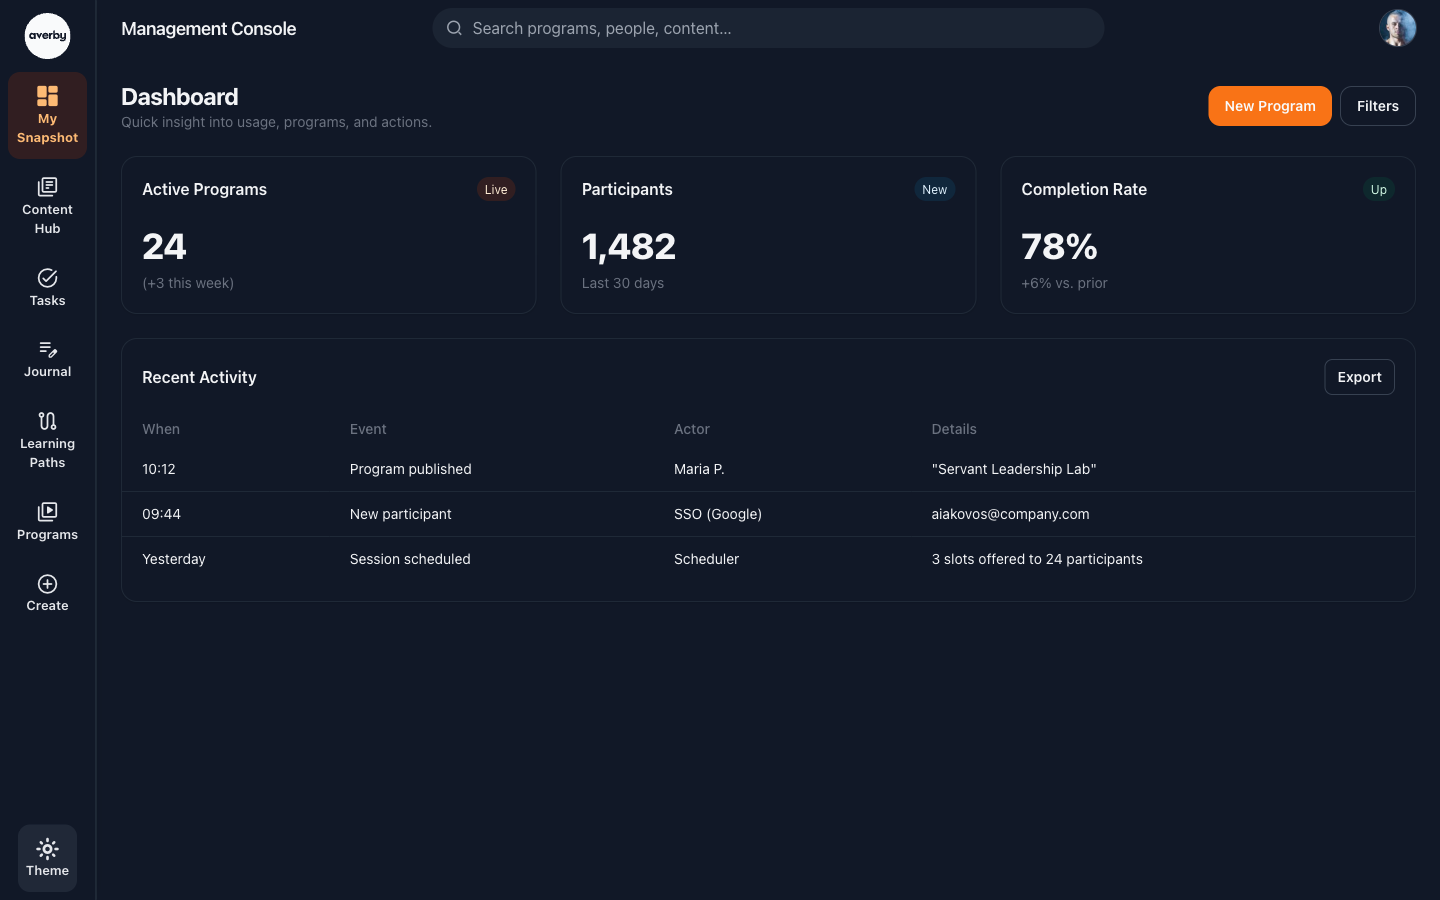 averby
Management Console
Search programs, people, content...
My
Snapshot
Content
Hub
Tasks
Journal
Learning
Paths
Programs
Create
Theme
Dashboard
Quick insight into usage, programs, and actions.
New Program
Filters
Active Programs
Live
24
(+3 this week)
Participants
New
1,482
Last 30 days
Completion Rate
Up
78%
+6% vs. prior
Recent Activity
Export
When Event Actor Details
10:12 Program published Maria P. "Servant Leadership Lab"
09:44 New participant SSO (Google) aiakovos@company.com
Yesterday Session scheduled Scheduler 3 slots offered to 24 participants